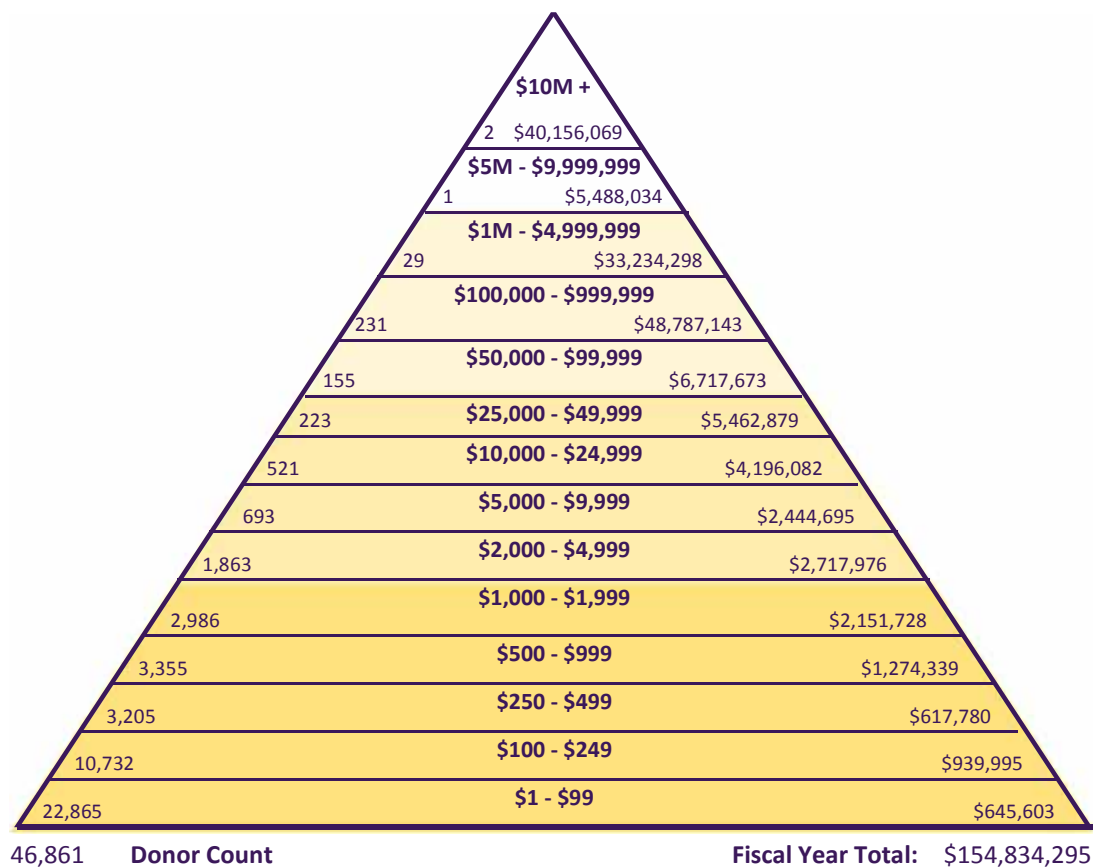 $10M +
2 $40,156,069
$5M - $9,999,999
1 $5,488,034
$1M - $4,999,999
29 $33,234,298
$100,000 - $999,999
231 $48,787,143
$50,000 - $99,999
155 $6,717,673
$25,000 - $49,999
223 $5,462,879
$10,000 - $24,999
521 $4,196,082
$5,000 - $9,999
693 $2,444,695
$2,000 - $4,999
1,863 $2,717,976
$1,000 - $1,999
2,986 $2,151,728
$500 - $999
3,355 $1,274,339
$250 - $499
3,205 $617,780
$100 - $249
10,732 $939,995
$1 - $99
22,865 $645,603
46,861 Donor Count Fiscal Year Total: $154,834,295